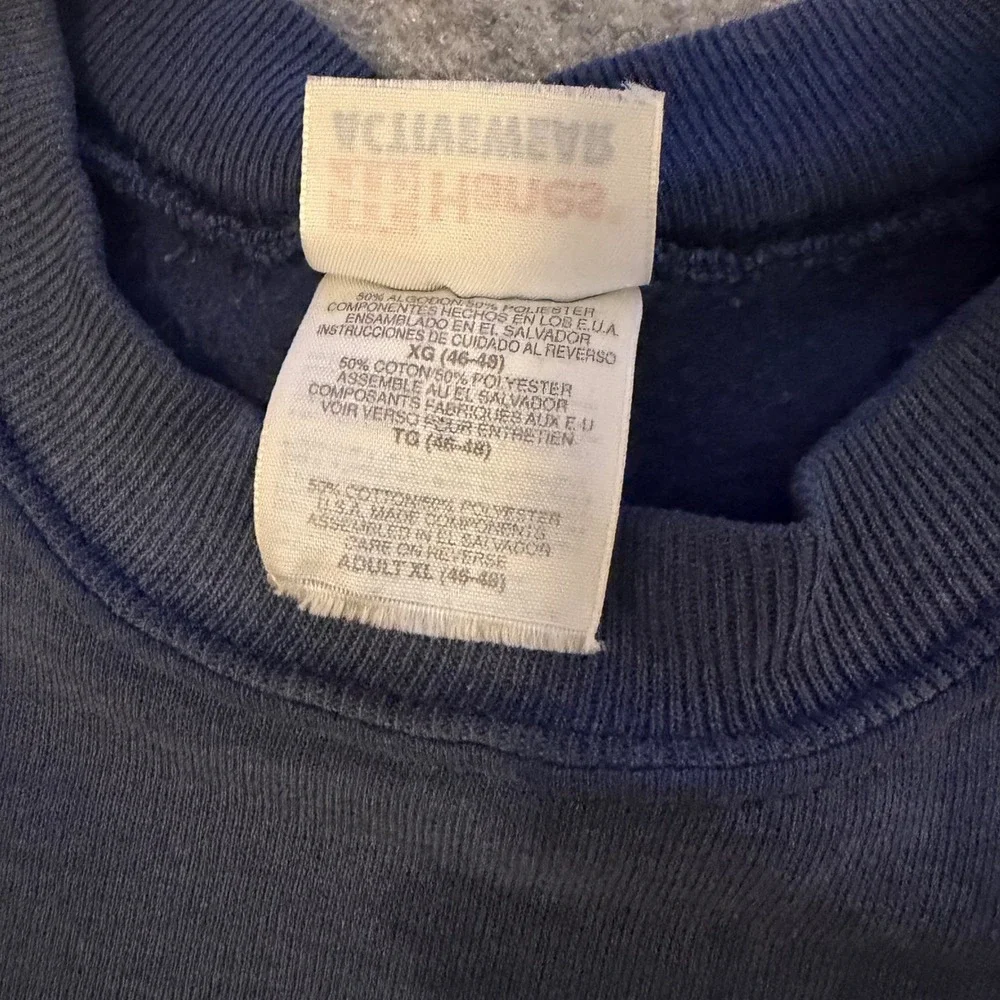 ACTIVEWEAR
Hanes
50% ALGODON/50% POLIESTER
COMPONENTES HECHOS EN LOS E.U.A.
ENSAMBLADO EN EL SALVADOR
INSTRUCCIONES DE CUIDADO AL REVERSO
XG (46-48)
50% COTON/50% POLYESTER
ASSEMBLE AU EL SALVADOR
COMPOSANTS FABRIQUES AUX E.U
VOIR VERSO POUR ENTRETIEN
TG (46-48)
50% COTTON/50% POLYESTER
U.S.A. MADE COMPONENTS
ASSEMBLED IN EL SALVADOR
CARE ON REVERSE
ADULT XL (46-48)